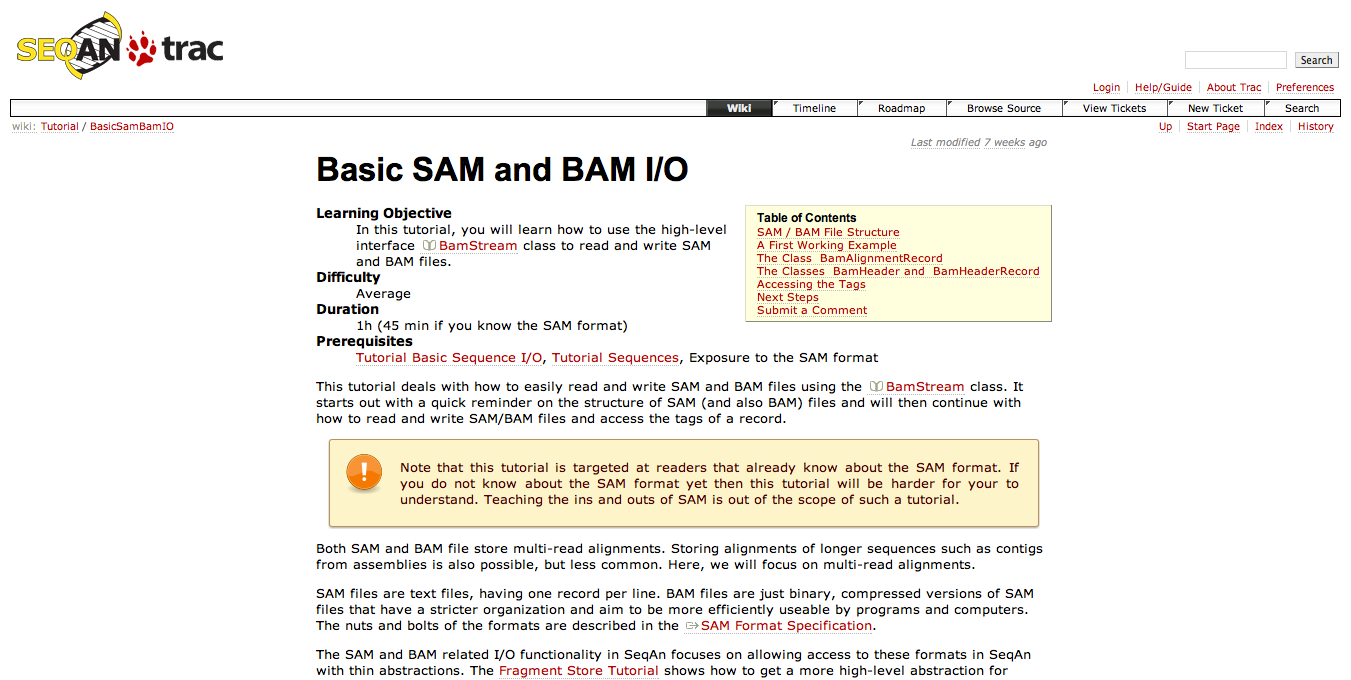 SEQAN trac
Search
Login Help/Guide About Trac Preferences
Wiki Timeline Roadmap Browse Source View Tickets New Ticket Search
wiki: Tutorial / BasicSamBamIO
Up Start Page Index History
Last modified 7 weeks ago
Basic SAM and BAM I/O
Learning Objective
In this tutorial, you will learn how to use the high-level
interface BamStream class to read and write SAM
and BAM files.
Difficulty
Average
Duration
1h (45 min if you know the SAM format)
Prerequisites
Tutorial Basic Sequence I/O, Tutorial Sequences, Exposure to the SAM format
Table of Contents
SAM / BAM File Structure
A First Working Example
The Class BamAlignmentRecord
The Classes BamHeader and BamHeaderRecord
Accessing the Tags
Next Steps
Submit a Comment
This tutorial deals with how to easily read and write SAM and BAM files using the BamStream class. It
starts out with a quick reminder on the structure of SAM (and also BAM) files and will then continue with
how to read and write SAM/BAM files and access the tags of a record.
Note that this tutorial is targeted at readers that already know about the SAM format. If
you do not know about the SAM format yet then this tutorial will be harder for your to
understand. Teaching the ins and outs of SAM is out of the scope of such a tutorial.
Both SAM and BAM file store multi-read alignments. Storing alignments of longer sequences such as contigs
from assemblies is also possible, but less common. Here, we will focus on multi-read alignments.
SAM files are text files, having one record per line. BAM files are just binary, compressed versions of SAM
files that have a stricter organization and aim to be more efficiently useable by programs and computers.
The nuts and bolts of the formats are described in the SAM Format Specification.
The SAM and BAM related I/O functionality in SeqAn focuses on allowing access to these formats in SeqAn
with thin abstractions. The Fragment Store Tutorial shows how to get a more high-level abstraction for